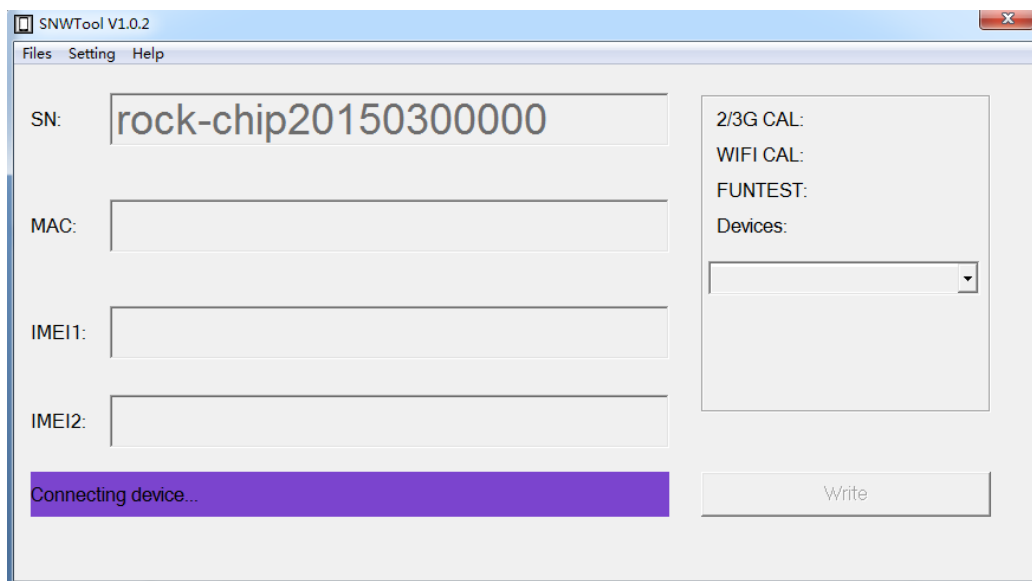 SNWTool V1.0.2
Files Setting Help
SN: rock-chip20150300000
MAC:
IMEI1:
IMEI2:
Connecting device...
2/3G CAL:
WIFI CAL:
FUNTEST:
Devices:
Write